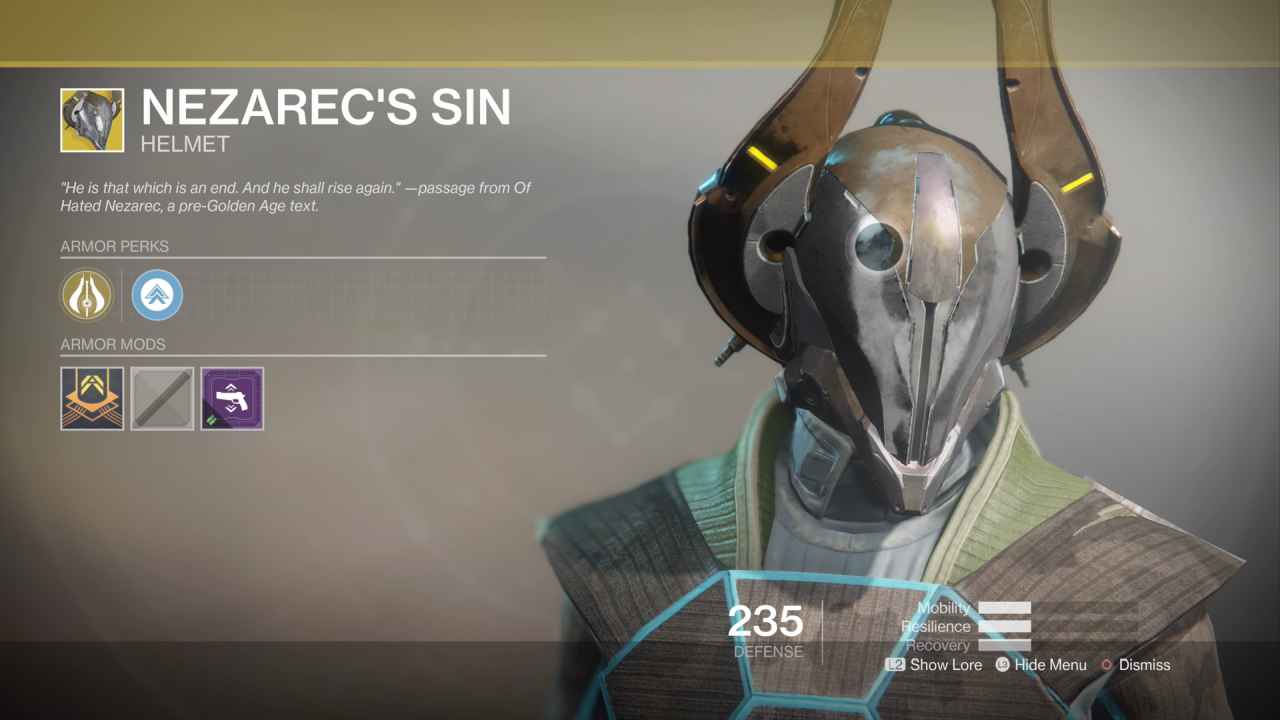 NEZAREC'S SIN
HELMET
"He is that which is an end. And he shall rise again." —passage from Of
Hated Nezarec, a pre-Golden Age text.
ARMOR PERKS
ARMOR MODS
235
DEFENSE
Mobility
Resilience
Recovery
L2 Show Lore L3 Hide Menu Dismiss